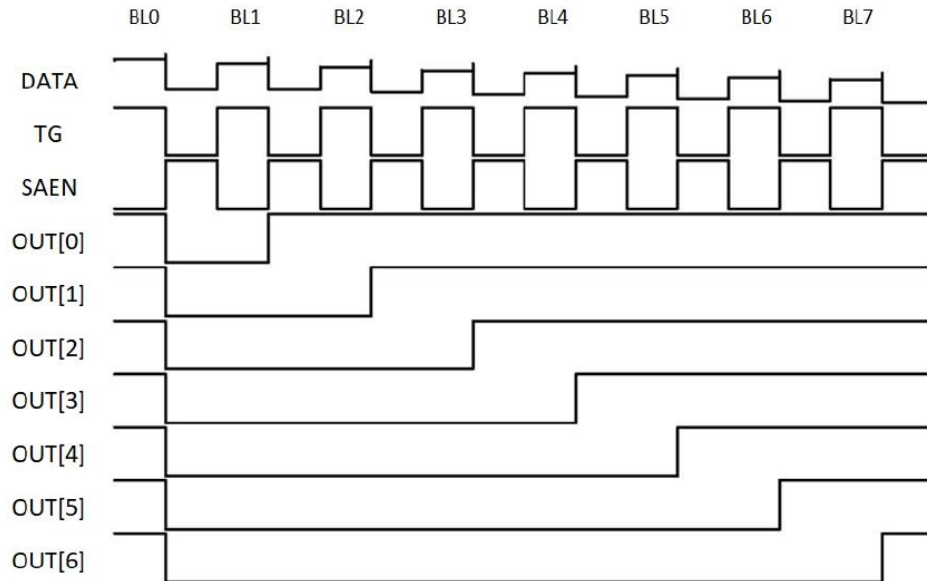 BL0 BL1 BL2 BL3 BL4 BL5 BL6 BL7
DATA
TG
SAEN
OUT[0]
OUT[1]
OUT[2]
OUT[3]
OUT[4]
OUT[5]
OUT[6]